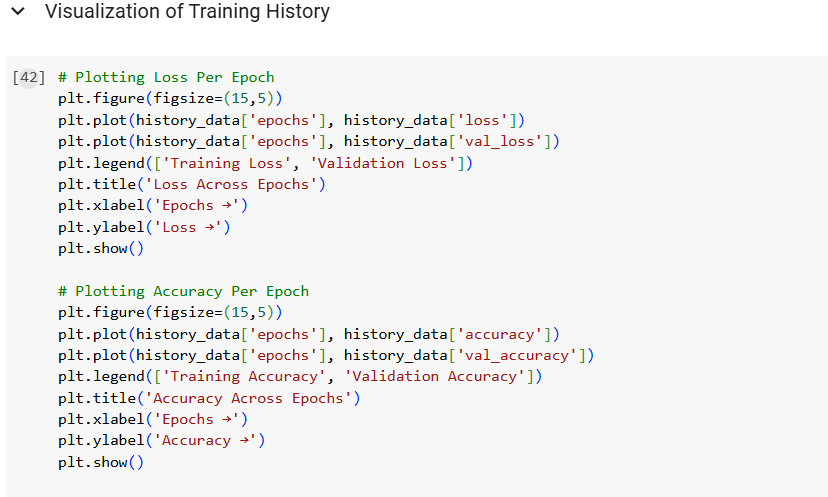 Visualization of Training History
[42] # Plotting Loss Per Epoch
plt.figure(figsize=(15,5))
plt.plot(history_data['epochs'], history_data['loss'])
plt.plot(history_data['epochs'], history_data['val_loss'])
plt.legend(['Training Loss', 'Validation Loss'])
plt.title('Loss Across Epochs')
plt.xlabel('Epochs →')
plt.ylabel('Loss →')
plt.show()
# Plotting Accuracy Per Epoch
plt.figure(figsize=(15,5))
plt.plot(history_data['epochs'], history_data['accuracy'])
plt.plot(history_data['epochs'], history_data['val_accuracy'])
plt.legend(['Training Accuracy', 'Validation Accuracy'])
plt.title('Accuracy Across Epochs')
plt.xlabel('Epochs →')
plt.ylabel('Accuracy →')
plt.show()